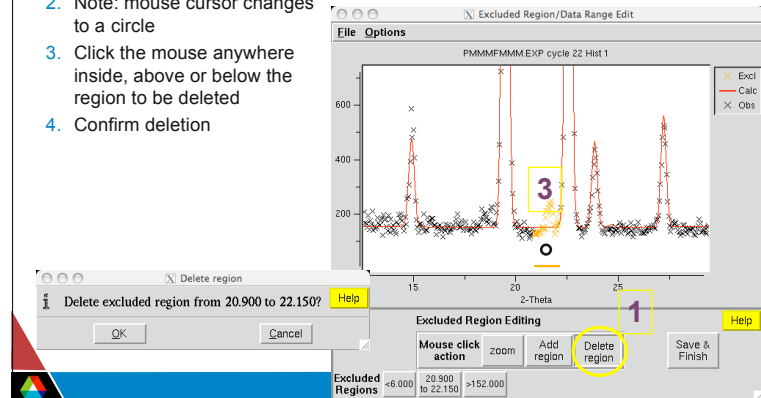 2. Note: mouse cursor changes
to a circle
3. Click the mouse anywhere
inside, above or below the
region to be deleted
4. Confirm deletion
X Excluded Region/Data Range Edit
File Options
PMMMFMMM.EXP cycle 22 Hist 1
Excl
Calc
Obs
600
400
200
3
15 20 25
2-Theta
1
X Delete region
Delete excluded region from 20.900 to 22.150? Help
OK Cancel
Excluded Region Editing Help
Mouse click
action
zoom
Add
region
Delete
region
Save &
Finish
Excluded
Regions
<6.000
20.900
to 22.150
>152.000